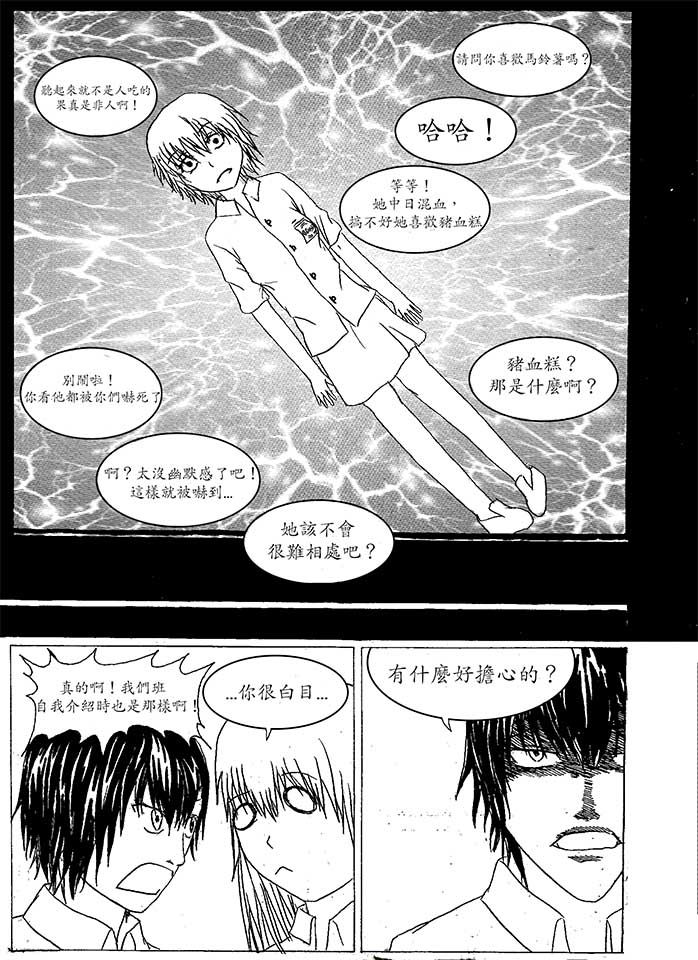 請問你喜歡馬鈴薯嗎？
聽起來就不是人吃的
果真是非人啊！
哈哈！
等等！
她中日混血，
搞不好她喜歡豬血糕
豬血糕？
那是什麼啊？
別鬧啦！
你看他都被你們嚇死了
啊？太沒幽默感了吧！
這樣就被嚇到...
她該不會
很難相處吧？
有什麼好擔心的？
...你很白目...
真的啊！我們班
自我介紹時也是那樣啊！